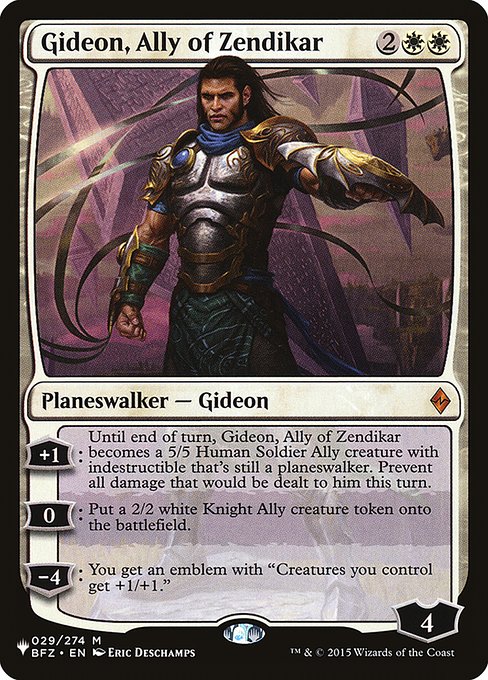 Gideon, Ally of Zendikar 2
Planeswalker — Gideon
+1 : Until end of turn, Gideon, Ally of Zendikar
becomes a 5/5 Human Soldier Ally creature with
indestructible that's still a planeswalker. Prevent
all damage that would be dealt to him this turn.
0 : Put a 2/2 white Knight Ally creature token onto
the battlefield.
−4 : You get an emblem with “Creatures you control
get +1/+1.”
4
029/274 M
BFZ • EN Eric Deschamps
™ & © 2015 Wizards of the Coast